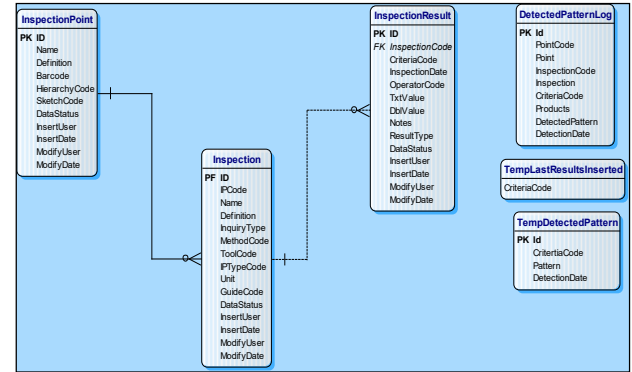 InspectionPoint
PK ID
Name
Definition
Barcode
HierarchyCode
SketchCode
DataStatus
InsertUser
InsertDate
ModifyUser
ModifyDate
Inspection
PF ID
IPCode
Name
Definition
InquiryType
MethodCode
ToolCode
IPTypeCode
Unit
GuideCode
DataStatus
InsertUser
InsertDate
ModifyUser
ModifyDate
InspectionResult
PK ID
FK InspectionCode
CriteriaCode
InspectionDate
OperatorCode
TxtValue
DblValue
Notes
ResultType
DataStatus
InsertUser
InsertDate
ModifyUser
ModifyDate
DetectedPatternLog
PK Id
PointCode
Point
InspectionCode
Inspection
CriteriaCode
Products
DetectedPattern
DetectionDate
TempLastResultsInserted
CriteriaCode
TempDetectedPattern
PK Id
CritertiaCode
Pattern
DetectionDate